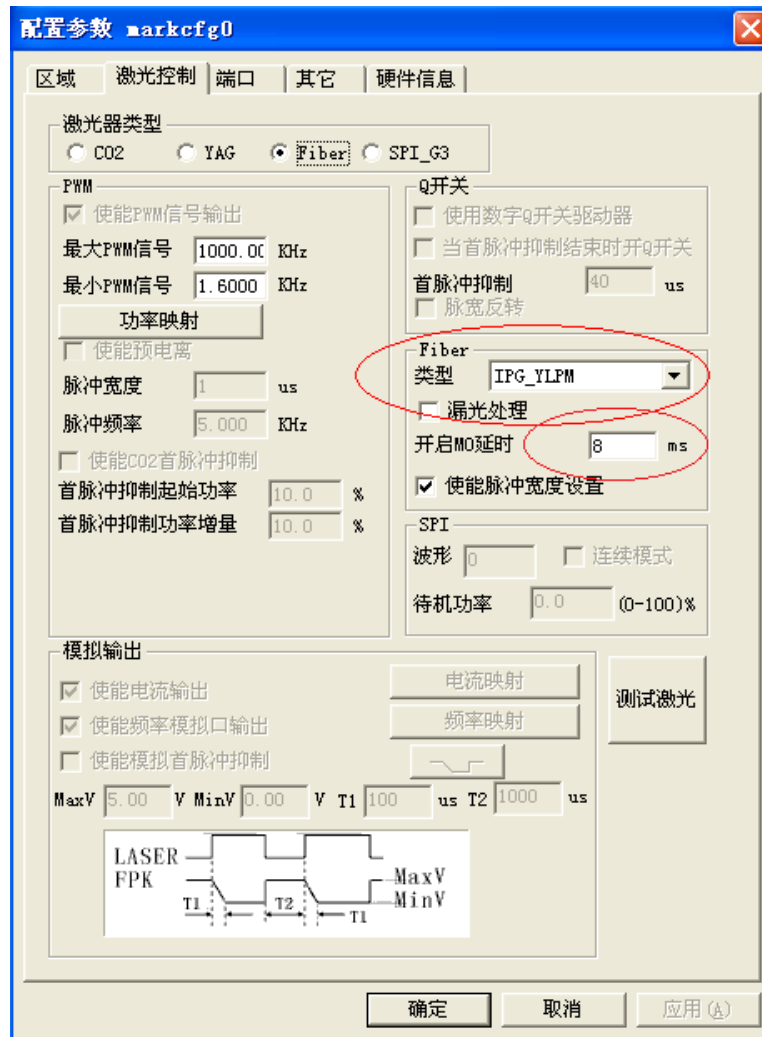 配置参数 markcfg0
区域 激光控制 端口 其它 硬件信息
激光器类型
CO2 YAG Fiber SPI_G3
PWM
使能PWM信号输出
最大PWM信号 1000.00 KHz
最小PWM信号 1.6000 KHz
功率映射
使能预电离
脉冲宽度 1 us
脉冲频率 5.000 KHz
使能CO2首脉冲抑制
首脉冲抑制起始功率 10.0 %
首脉冲抑制功率增量 10.0 %
Q开关
使用数字Q开关驱动器
当首脉冲抑制结束时开Q开关
首脉冲抑制 40 us
脉宽反转
Fiber
类型 IPG_YLPM
漏光处理
开启MO延时 8 ms
使能脉冲宽度设置
SPI
波形 0 连续模式
待机功率 0.0 (0-100)%
模拟输出
使能电流输出 电流映射
使能频率模拟口输出 频率映射
使能模拟首脉冲抑制
MaxV 5.00 V MinV 0.00 V T1 100 us T2 1000 us
LASER
FPK MaxV
T1 T2 MinV
T1
测试激光
确定 取消 应用(A)